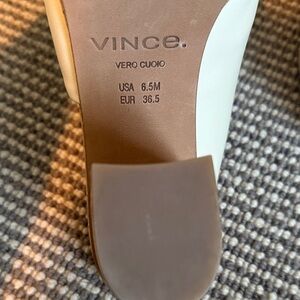 VINCE.
VERO CUOIO
USA 6.5M
EUR 36.5